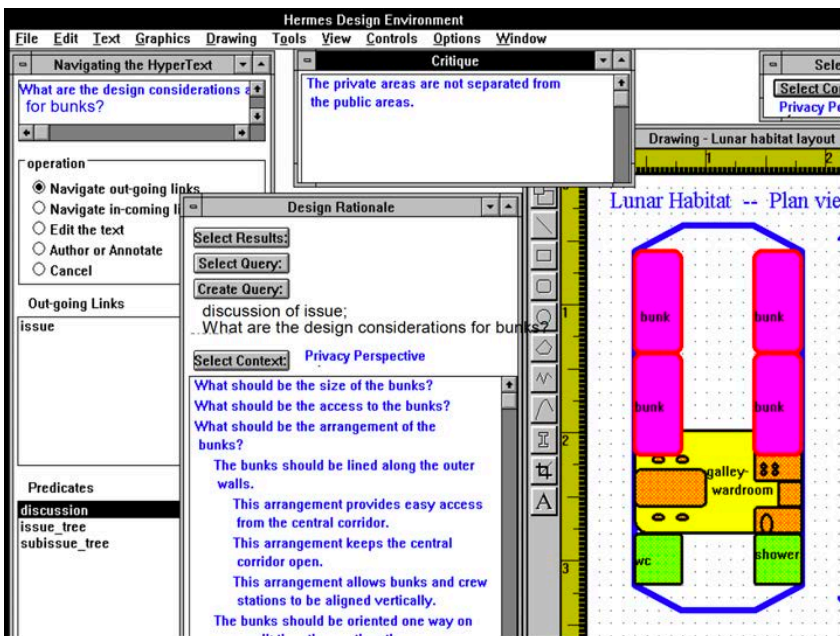 Hermes Design Environment
File Edit Text Graphics Drawing Tools View Controls Options Window
Navigating the HyperText
What are the design considerations
for bunks?
operation
Navigate out-going links
Navigate in-coming
Edit the text
Author or Annotate
Cancel
Out-going Links
issue
Predicates
discussion
issue_tree
subissue_tree
Critique
The private areas are not separated from
the public areas.
Design Rationale
Select Results:
Select Query:
Create Query:
discussion of issue;
What are the design considerations for bunks?
Select Context: Privacy Perspective
What should be the size of the bunks?
What should be the access to the bunks?
What should be the arrangement of the
bunks?
The bunks should be lined along the outer
walls.
This arrangement provides easy access
from the central corridor.
This arrangement keeps the central
corridor open.
This arrangement allows bunks and crew
stations to be aligned vertically.
The bunks should be oriented one way on
A
1
2
3
Select
Privacy
Drawing - Lunar habitat layout
1 2
Lunar Habitat -- Plan
bunk bunk
bunk bunk
galley-
wardroom
wc shower